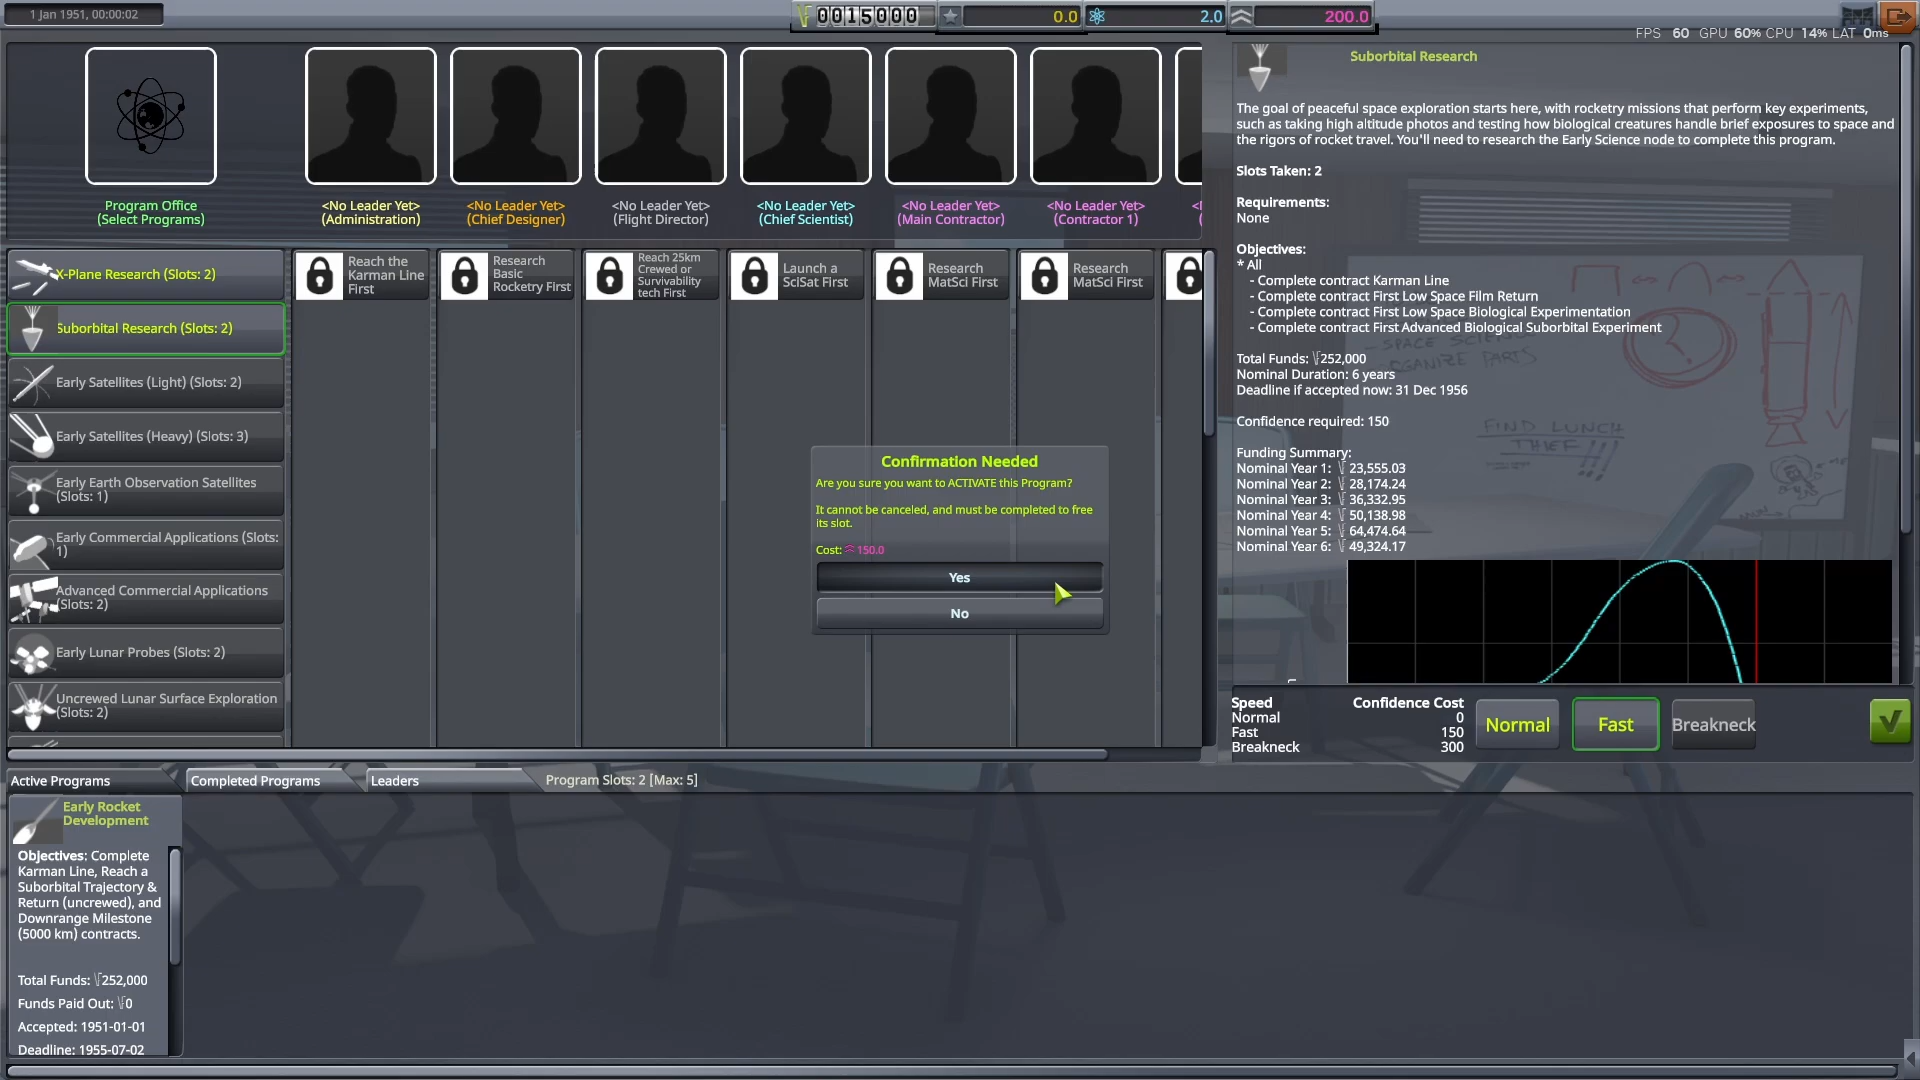 1 Jan 1951, 00:00:02
0015000
0.0
2.0
200.0
FPS 60 GPU 60% CPU 14% LAT 0ms
Program Office
(Select Programs)
<No Leader Yet>
(Administration)
<No Leader Yet>
(Chief Designer)
<No Leader Yet>
(Flight Director)
<No Leader Yet>
(Chief Scientist)
<No Leader Yet>
(Main Contractor)
<No Leader Yet>
(Contractor 1)
X-Plane Research (Slots: 2)
Suborbital Research (Slots: 2)
Early Satellites (Light) (Slots: 2)
Early Satellites (Heavy) (Slots: 3)
Early Earth Observation Satellites
(Slots: 1)
Early Commercial Applications (Slots:
1)
Advanced Commercial Applications
(Slots: 2)
Early Lunar Probes (Slots: 2)
Uncrewed Lunar Surface Exploration
(Slots: 2)
Reach the
Karman Line
First
Research
Basic
Rocketry First
Reach 25km
Crewed or
Survivability
tech First
Launch a
SciSat First
Research
MatSci First
Research
MatSci First
Confirmation Needed
Are you sure you want to ACTIVATE this Program?
It cannot be canceled, and must be completed to free
its slot.
Cost: 150.0
Yes
No
Suborbital Research
The goal of peaceful space exploration starts here, with rocketry missions that perform key experiments,
such as taking high altitude photos and testing how biological creatures handle brief exposures to space and
the rigors of rocket travel. You'll need to research the Early Science node to complete this program.
Slots Taken: 2
Requirements:
None
Objectives:
* All
- Complete contract Karman Line
- Complete contract First Low Space Film Return
- Complete contract First Low Space Biological Experimentation
- Complete contract First Advanced Biological Suborbital Experiment
- SPACE SCIENCE
ORGANIZE PARTS
Total Funds: √252,000
Nominal Duration: 6 years
Deadline if accepted now: 31 Dec 1956
Confidence required: 150
FIND LUNCH
THIEF!!!
Funding Summary:
Nominal Year 1: √ 23,555.03
Nominal Year 2: √ 28,174.24
Nominal Year 3: √ 36,332.95
Nominal Year 4: √ 50,138.98
Nominal Year 5: √ 64,474.64
Nominal Year 6: √ 49,324.17
Speed Confidence Cost
Normal 0
Fast 150
Breakneck 300
Normal
Fast
Breakneck
Active Programs
Completed Programs
Leaders
Program Slots: 2 [Max: 5]
Early Rocket
Development
Objectives: Complete
Karman Line, Reach a
Suborbital Trajectory &
Return (uncrewed), and
Downrange Milestone
(5000 km) contracts.
Total Funds: √252,000
Funds Paid Out: √0
Accepted: 1951-01-01
Deadline: 1955-07-02